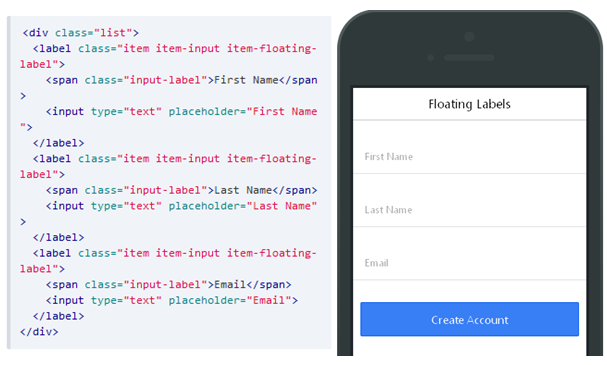 <div class="list">
<label class="item item-input item-floating-
label">
<span class="input-label">First Name</span
>
<input type="text" placeholder="First Name
">
</label>
<label class="item item-input item-floating-
label">
<span class="input-label">Last Name</span>
<input type="text" placeholder="Last Name"
>
</label>
<label class="item item-input item-floating-
label">
<span class="input-label">Email</span>
<input type="text" placeholder="Email">
</label>
</div>
Floating Labels
First Name
Last Name
Email
Create Account